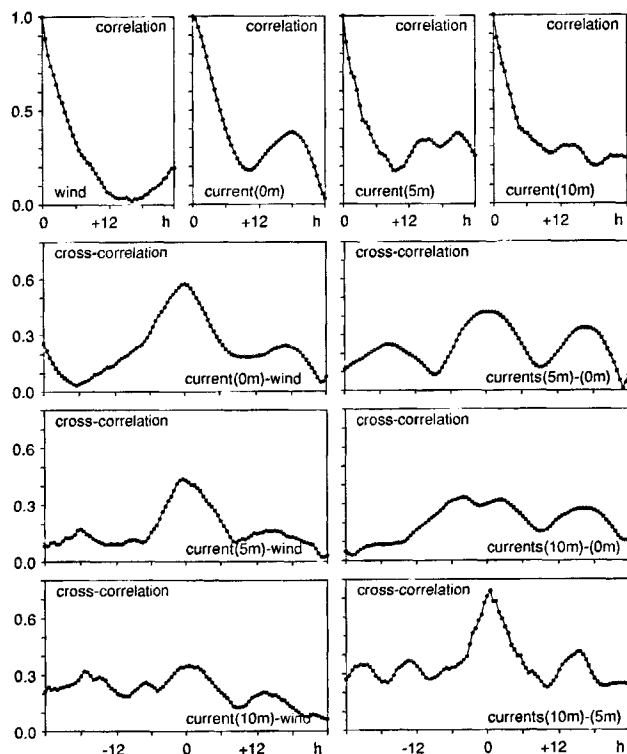 correlation correlation correlation correlation
1.0
0.5
0.0
wind current(0m) current(5m) current(10m)
0 +12 h 0 +12 h 0 +12 h 0 +12 h
cross-correlation cross-correlation
0.6
0.3
0.0
current(0m)-wind currents(5m)-(0m)
cross-correlation cross-correlation
0.6
0.3
0.0
current(5m)-wind currents(10m)-(0m)
cross-correlation cross-correlation
0.6
0.3
0.0
current(10m)-wind currents(10m)-(5m)
-12 0 +12 h -12 0 +12 h